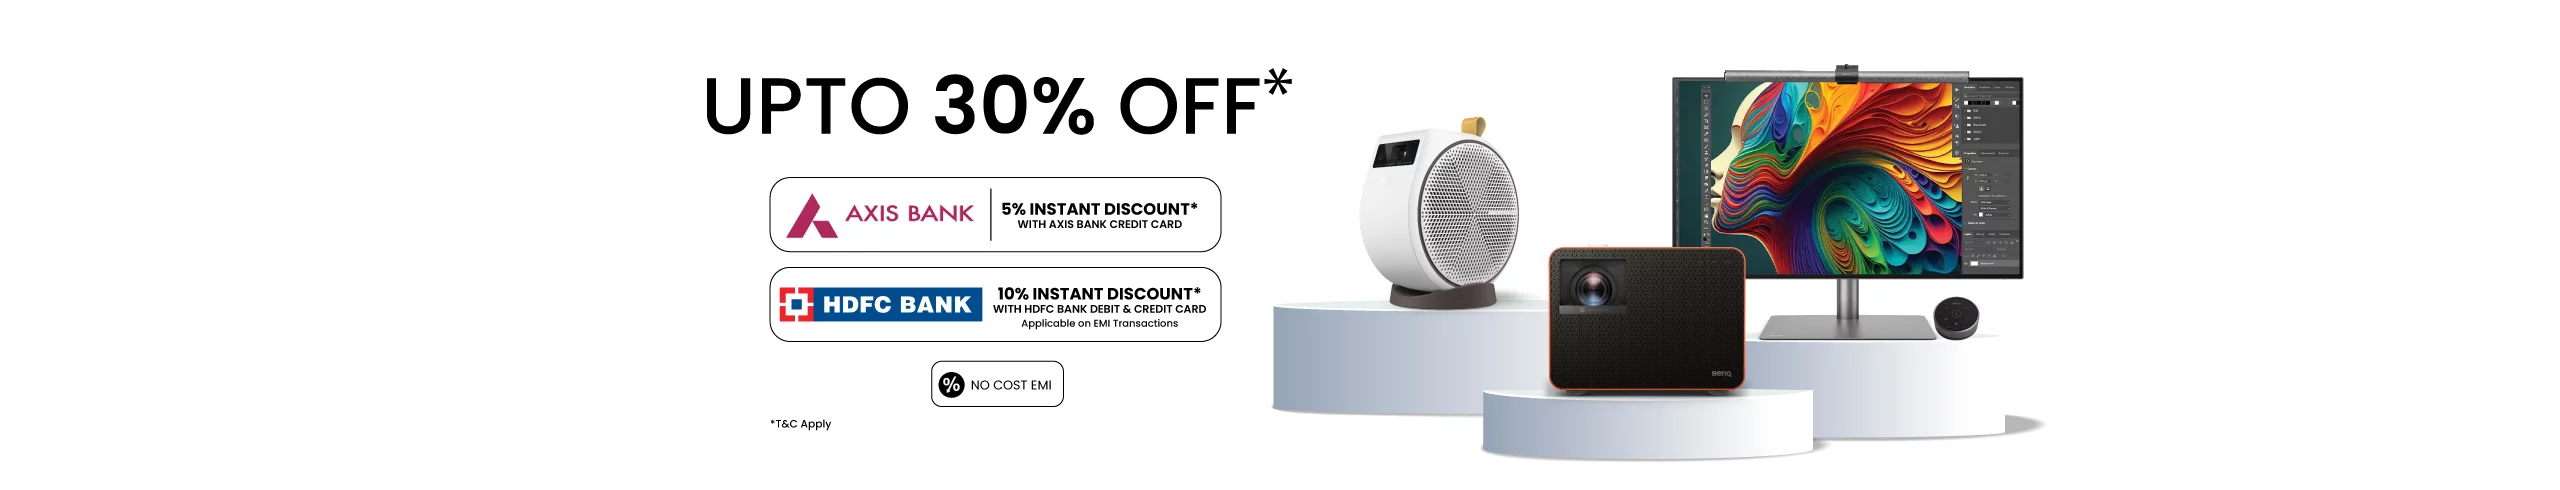 UPTO 30% OFF*
AXIS BANK
5% INSTANT DISCOUNT*
WITH AXIS BANK CREDIT CARD
HDFC BANK
10% INSTANT DISCOUNT*
WITH HDFC BANK DEBIT & CREDIT CARD
Applicable on EMI Transactions
% NO COST EMI
*T&C Apply
BenQ